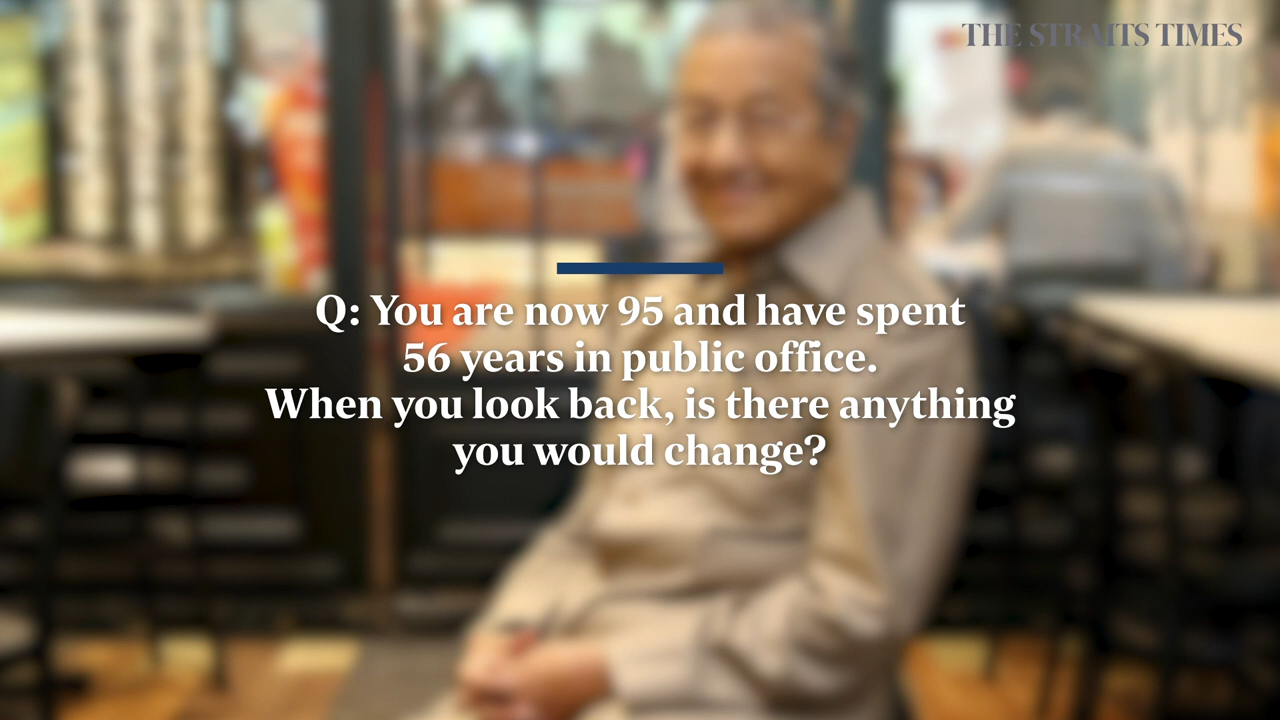 THE STRAITS TIMES
Q: You are now 95 and have spent
56 years in public office.
When you look back, is there anything
you would change?